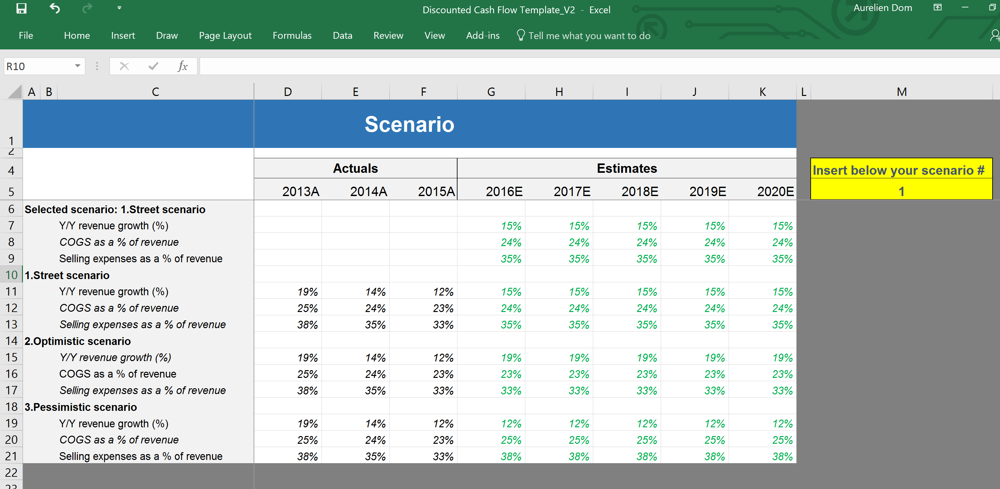 Discounted Cash Flow Template_V2 - Excel
Aurelien Dom
File Home Insert Draw Page Layout Formulas Data Review View Add-ins Tell me what you want to do
R10 fx
A B C D E F G H I J K L M
1 Scenario
2
4 Actuals Estimates Insert below your scenario #
5 2013A 2014A 2015A 2016E 2017E 2018E 2019E 2020E 1
6 Selected scenario: 1.Street scenario
7 Y/Y revenue growth (%) 15% 15% 15% 15% 15%
8 COGS as a % of revenue 24% 24% 24% 24% 24%
9 Selling expenses as a % of revenue 35% 35% 35% 35% 35%
10 1.Street scenario
11 Y/Y revenue growth (%) 19% 14% 12% 15% 15% 15% 15% 15%
12 COGS as a % of revenue 25% 24% 23% 24% 24% 24% 24% 24%
13 Selling expenses as a % of revenue 38% 35% 33% 35% 35% 35% 35% 35%
14 2.Optimistic scenario
15 Y/Y revenue growth (%) 19% 14% 12% 19% 19% 19% 19% 19%
16 COGS as a % of revenue 25% 24% 23% 23% 23% 23% 23% 23%
17 Selling expenses as a % of revenue 38% 35% 33% 33% 33% 33% 33% 33%
18 3.Pessimistic scenario
19 Y/Y revenue growth (%) 19% 14% 12% 12% 12% 12% 12% 12%
20 COGS as a % of revenue 25% 24% 23% 25% 25% 25% 25% 25%
21 Selling expenses as a % of revenue 38% 35% 33% 38% 38% 38% 38% 38%
22
23